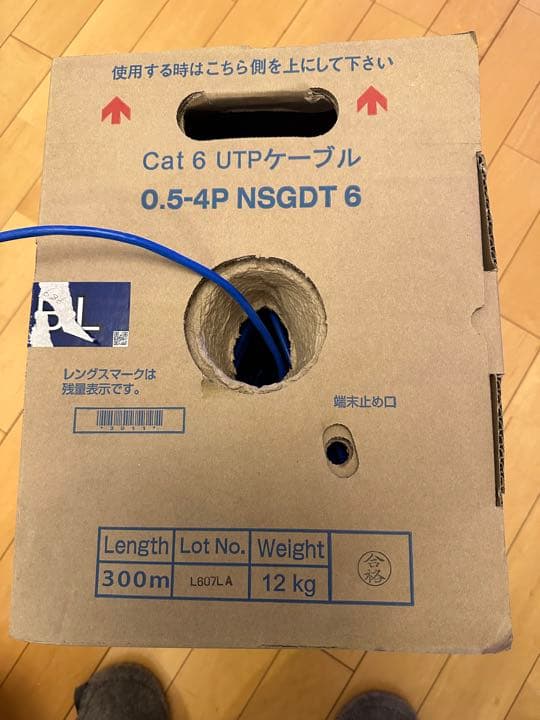 使用する時はこちら側を上にして下さい
Cat 6 UTPケーブル
0.5-4P NSGDT 6
レングスマークは
残量表示です。
端末止め口
Length Lot No. Weight
300m L607LA 12 kg
合格